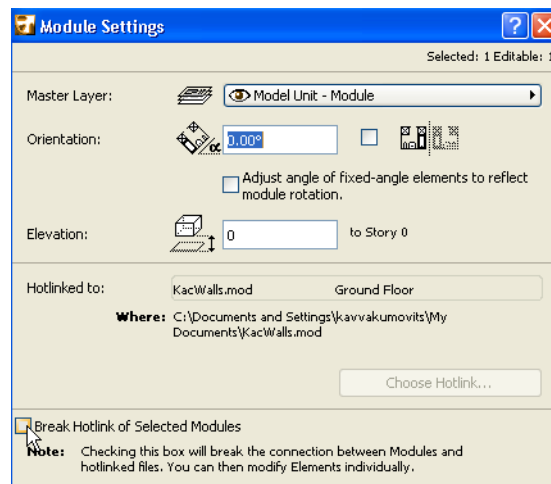 Module Settings
Selected: 1 Editable: 1
Master Layer:
Model Unit - Module
Orientation:
α
0.00°
Adjust angle of fixed-angle elements to reflect
module rotation.
Elevation:
0
to Story 0
Hotlinked to:
KacWalls.mod
Ground Floor
Where: C:\Documents and Settings\kavvakumovits\My
Documents\KacWalls.mod
Choose Hotlink...
Break Hotlink of Selected Modules
Note: Checking this box will break the connection between Modules and
hotlinked files. You can then modify Elements individually.